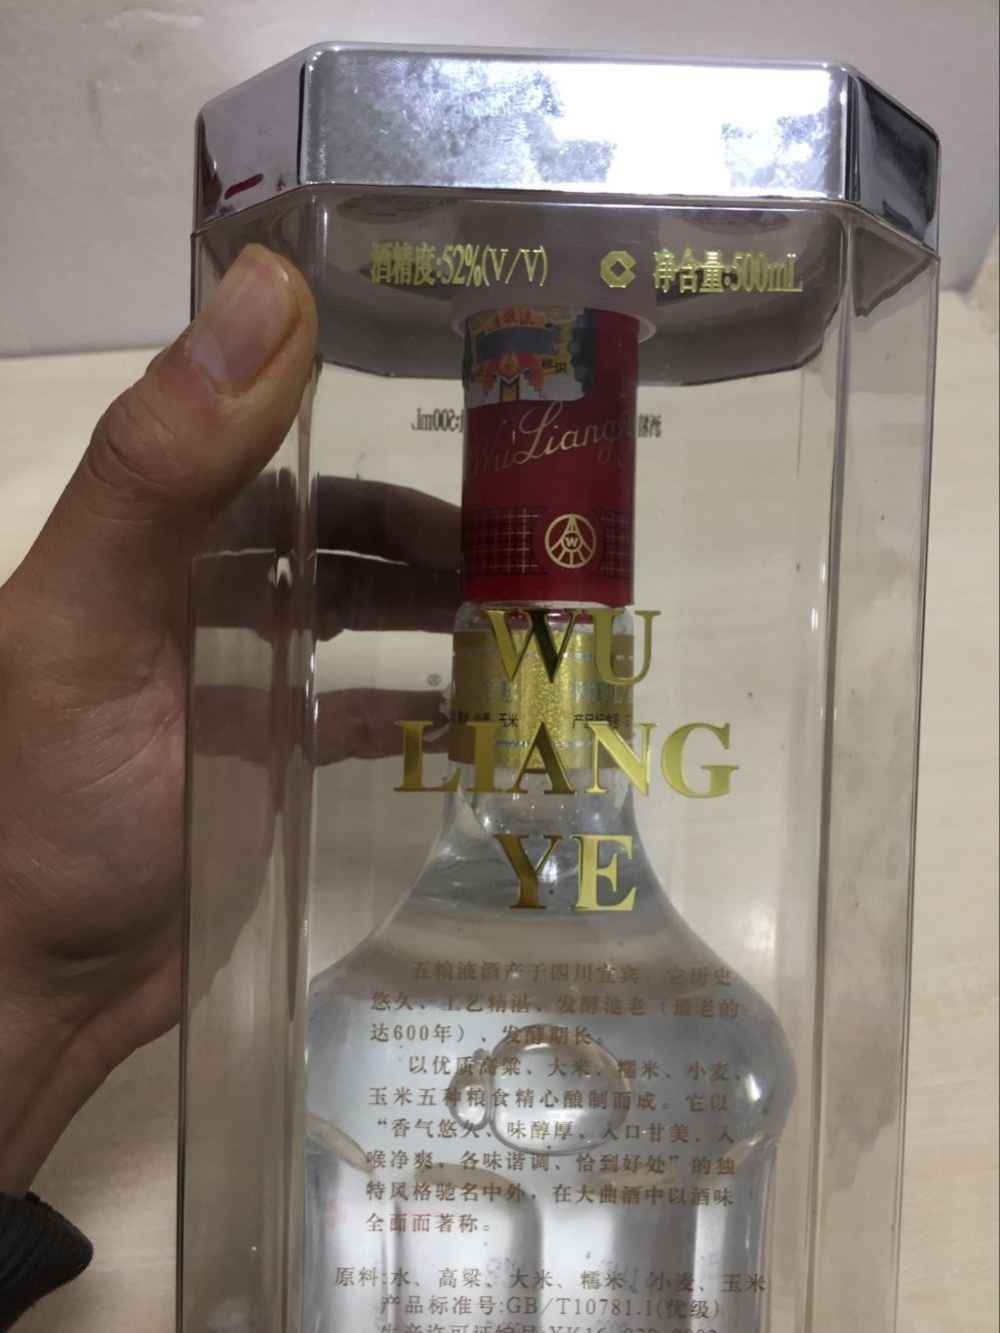 酒精度:52%(V/V) 净含量:500mL
WuLiang
W
WU
LIANG
YE
®
玉米
五粮液酒产于四川宜宾，它历史
悠久、工艺精湛、发酵池老（最老的
达600年）、发酵期长。
以优质高粱、大米、糯米、小麦、
玉米五种粮食精心酿制而成。它以
“香气悠久、味醇厚、入口甘美、入
喉净爽，各味谐调、恰到好处”的独
特风格驰名中外，在大曲酒中以酒味
全面而著称。
原料:水、高粱、大米、糯米、小麦、玉米
产品标准号:GB/T10781.1(优级)